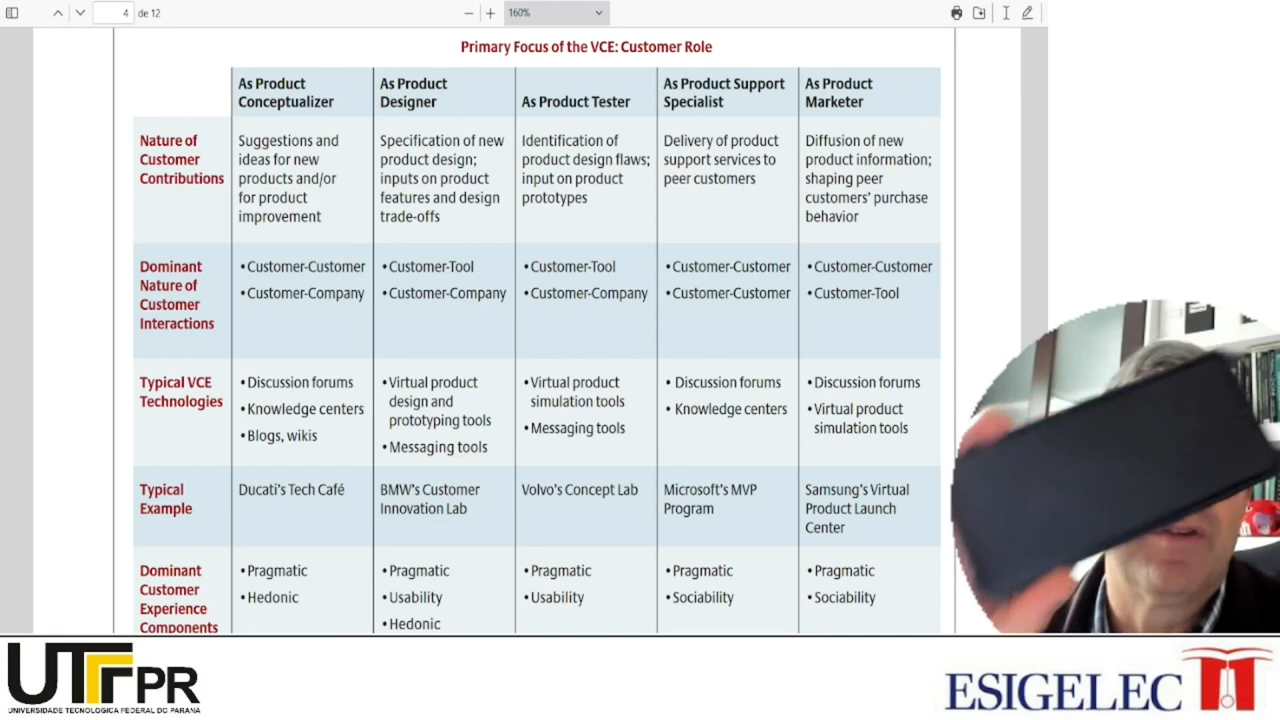 4 de 12 160%
Primary Focus of the VCE: Customer Role
As Product Conceptualizer
As Product Designer
As Product Tester
As Product Support Specialist
As Product Marketer
Nature of Customer Contributions
Suggestions and
ideas for new
products and/or
for product
improvement
Specification of new
product design;
inputs on product
features and design
trade-offs
Identification of
product design flaws;
input on product
prototypes
Delivery of product
support services to
peer customers
Diffusion of new
product information;
shaping peer
customers' purchase
behavior
Dominant
Nature of
Customer
Interactions
• Customer-Customer
• Customer-Company
• Customer-Tool
• Customer-Company
• Customer-Tool
• Customer-Company
• Customer-Customer
• Customer-Customer
• Customer-Customer
• Customer-Tool
Typical VCE
Technologies
• Discussion forums
• Knowledge centers
• Blogs, wikis
• Virtual product
design and
prototyping tools
• Messaging tools
• Virtual product
simulation tools
• Messaging tools
• Discussion forums
• Knowledge centers
• Discussion forums
• Virtual product
simulation tools
Typical
Example
Ducati's Tech Café
BMW's Customer
Innovation Lab
Volvo's Concept Lab
Microsoft's MVP
Program
Samsung's Virtual
Product Launch
Center
Dominant
Customer
Experience
Components
• Pragmatic
• Hedonic
• Pragmatic
• Usability
• Hedonic
• Pragmatic
• Usability
• Pragmatic
• Sociability
• Pragmatic
• Sociability
UTFPR
UNIVERSIDADE TECNOLÓGICA FEDERAL DO PARANÁ
ESIGELEC